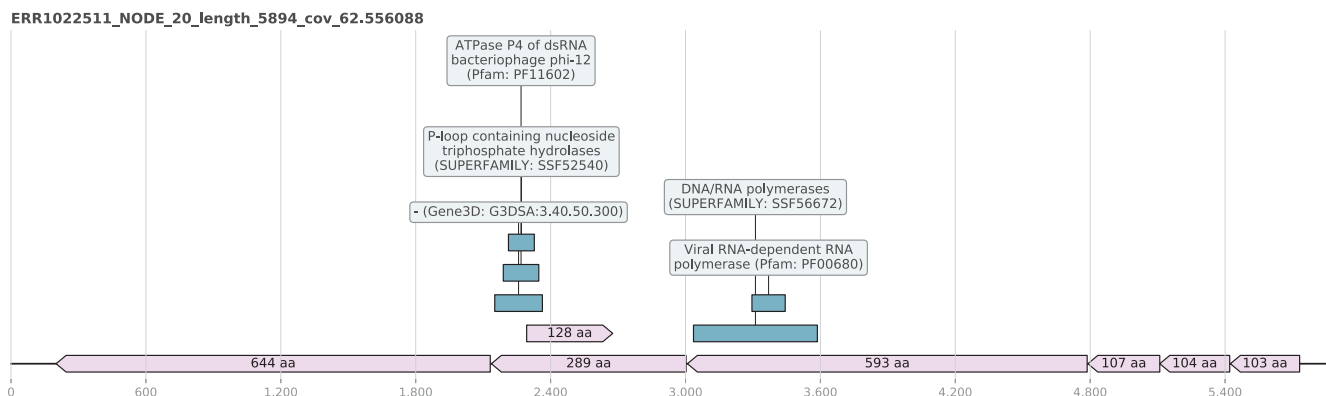 ERR1022511_NODE_20_length_5894_cov_62.556088
ATPase P4 of dsRNA
bacteriophage phi-12
(Pfam: PF11602)
P-loop containing nucleoside
triphosphate hydrolases
(SUPERFAMILY: SSF52540)
- (Gene3D: G3DSA:3.40.50.300)
DNA/RNA polymerases
(SUPERFAMILY: SSF56672)
Viral RNA-dependent RNA
polymerase (Pfam: PF00680)
128 aa
644 aa
289 aa
593 aa
107 aa
104 aa
103 aa
0
600
1.200
1.800
2.400
3.000
3.600
4.200
4.800
5.400